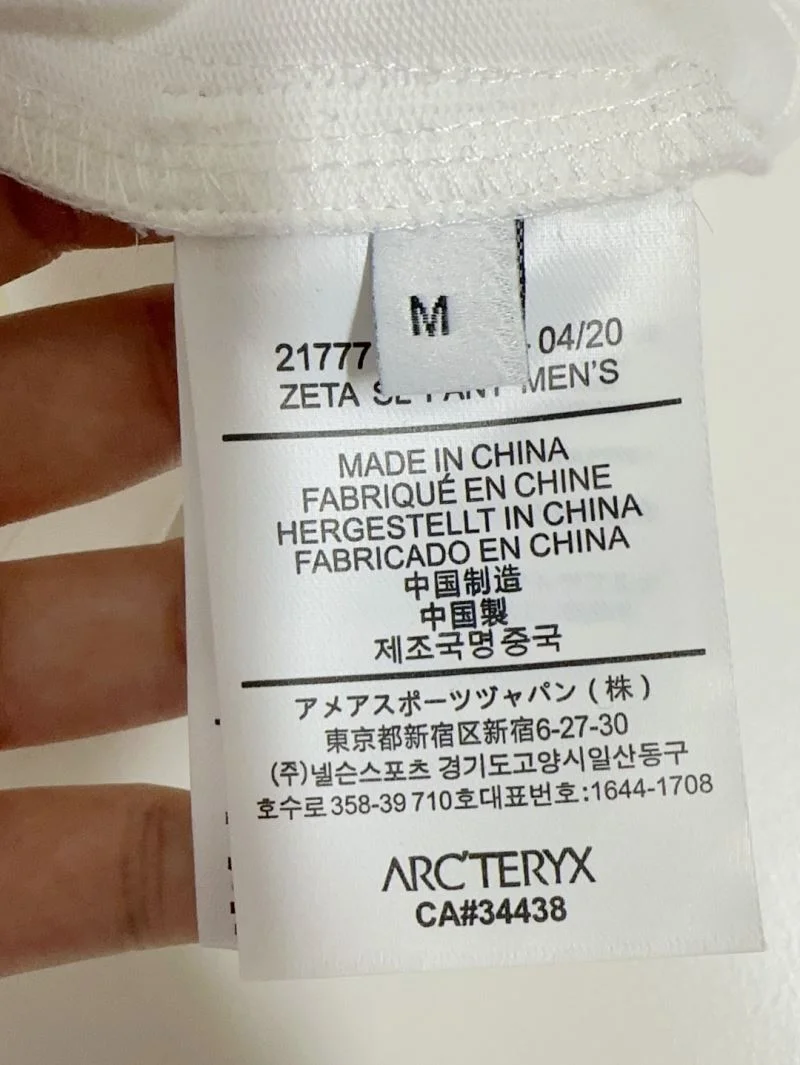 M
21777 04/20
ZETA MEN'S
MADE IN CHINA
FABRIQUÉ EN CHINE
HERGESTELLT IN CHINA
FABRICADO EN CHINA
中国制造
中国製
제조국명 중국
アメアスポーツヅャパン (株)
東京都新宿区新宿6-27-30
(주)넬슨스포츠 경기도고양시일산동구
호수로 358-39 710호대표번호:1644-1708
ARC'TERYX
CA#34438